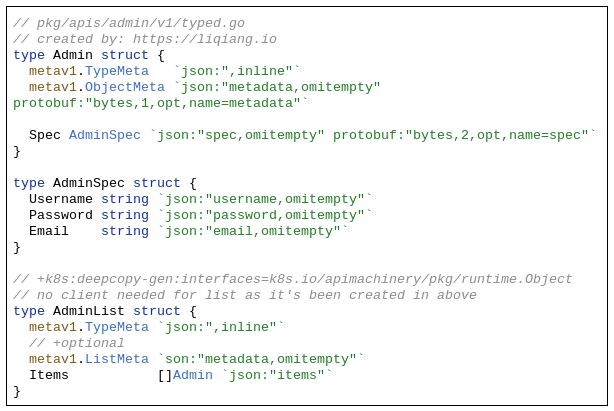 // pkg/apis/admin/v1/typed.go
// created by: https://liqiang.io
type Admin struct {
  metav1.TypeMeta   `json:",inline"`
  metav1.ObjectMeta `json:"metadata,omitempty"
protobuf:"bytes,1,opt,name=metadata"`

  Spec AdminSpec `json:"spec,omitempty" protobuf:"bytes,2,opt,name=spec"`
}

type AdminSpec struct {
  Username string `json:"username,omitempty"`
  Password string `json:"password,omitempty"`
  Email    string `json:"email,omitempty"`
}

// +k8s:deepcopy-gen:interfaces=k8s.io/apimachinery/pkg/runtime.Object
// no client needed for list as it's been created in above
type AdminList struct {
  metav1.TypeMeta `json:",inline"`
  // +optional
  metav1.ListMeta `son:"metadata,omitempty"`
  Items           []Admin `json:"items"`
}